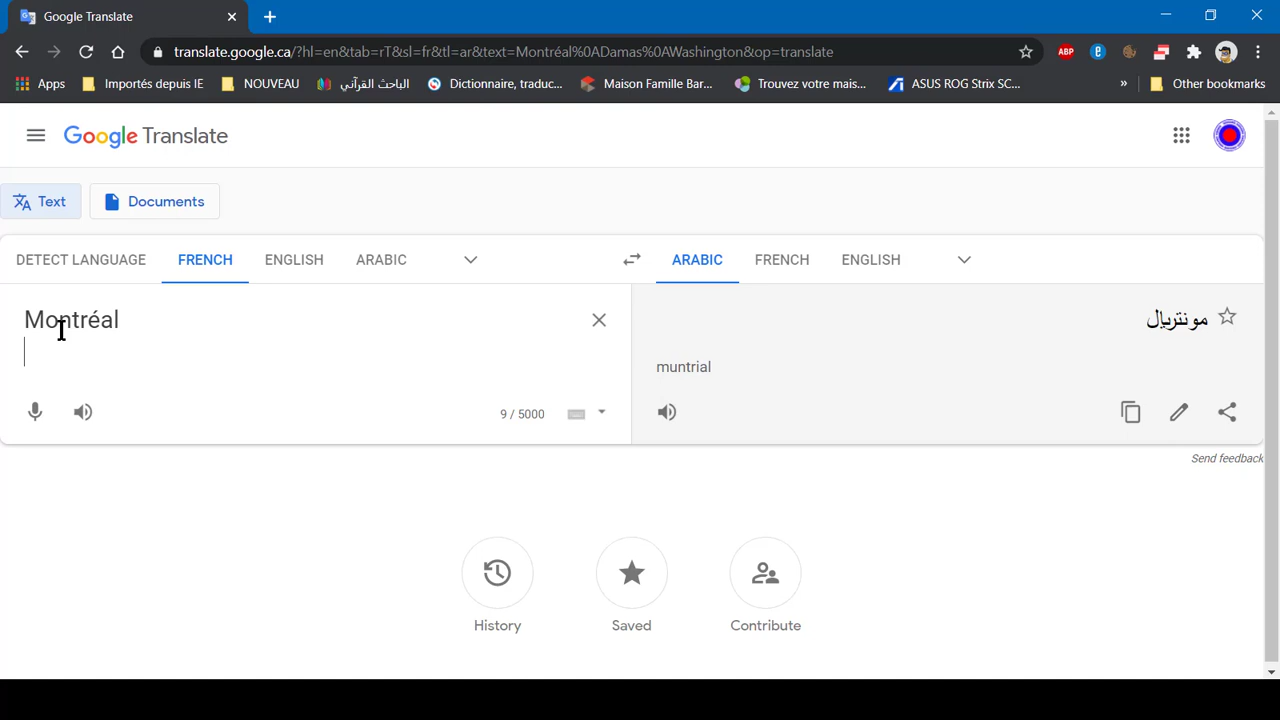 Google Translate
translate.google.ca/?hl=en&tab=rT&sl=fr&tl=ar&text=Montréal%0ADamas%0AWashington&op=translate
ABP
Apps Importés depuis IE NOUVEAU الباحث القرآني Dictionnaire, traduc... Maison Famille Bar... Trouvez votre mais... ASUS ROG Strix SC... » Other bookmarks
Google Translate
Text Documents
DETECT LANGUAGE FRENCH ENGLISH ARABIC ARABIC FRENCH ENGLISH
Montréal
مونتريال
muntrial
9 / 5000
Send feedback
History Saved Contribute